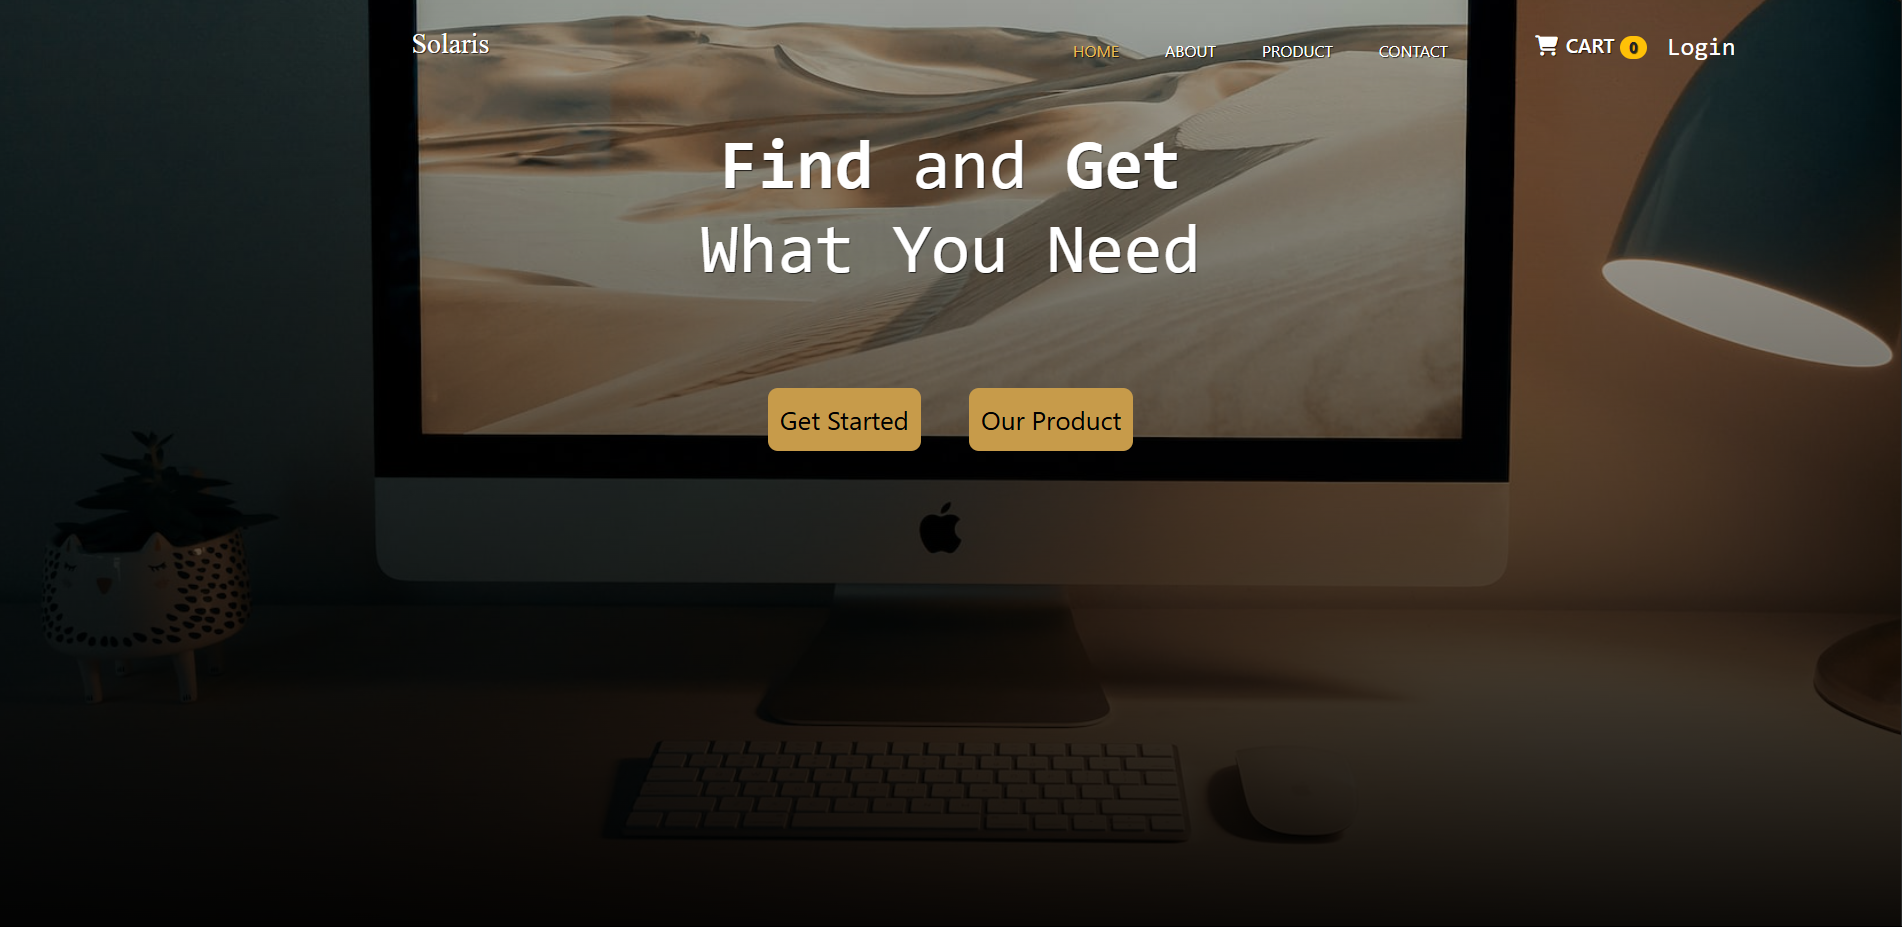 Solaris
HOME ABOUT PRODUCT CONTACT
CART 0 Login
Find and Get
What You Need
Get Started Our Product